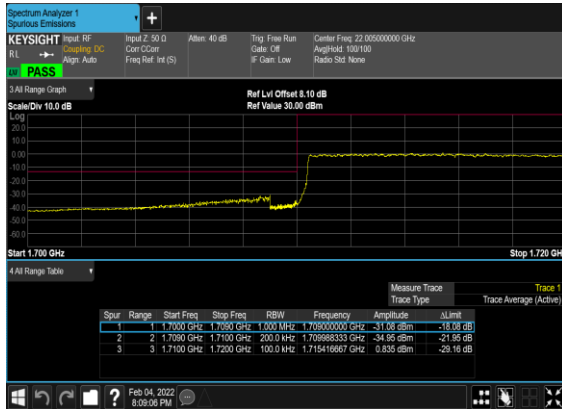 Spectrum Analyzer 1
Spurious Emissions
KEYSIGHT Input: RF Input Z: 50 Ω Atten: 40 dB Trig: Free Run Center Freq: 22.005000000 GHz
RL Coupling: DC Corr CCorr Gate: Off Avg|Hold: 100/100
Align: Auto Freq Ref: Int (S) IF Gain: Low Radio Std: None
PASS
3 All Range Graph
Ref Lvl Offset 8.10 dB
Scale/Div 10.0 dB Ref Value 30.00 dBm
Log
20.0
10.0
0.00
-10.0
-20.0
-30.0
-40.0
-50.0
-60.0
Start 1.700 GHz Stop 1.720 GH
4 All Range Table
Measure Trace Trace 1
Trace Type Trace Average (Active)
Spur Range Start Freq Stop Freq RBW Frequency Amplitude ΔLimit
1 1 1.7000 GHz 1.7090 GHz 1.000 MHz 1.709000000 GHz -31.08 dBm -18.08 dB
2 2 1.7090 GHz 1.7100 GHz 200.0 kHz 1.709988333 GHz -34.95 dBm -21.95 dB
3 3 1.7100 GHz 1.7200 GHz 100.0 kHz 1.715416667 GHz 0.835 dBm -29.16 dB
Feb 04, 2022
8:09:06 PM